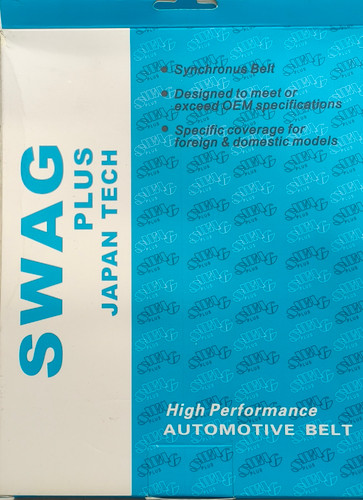 SWAG
PLUS
JAPAN TECH
• Synchronus Belt
• Designed to meet or
exceed OEM specifications
• Specific coverage for
foreign & domestic models
High Performance
AUTOMOTIVE BELT